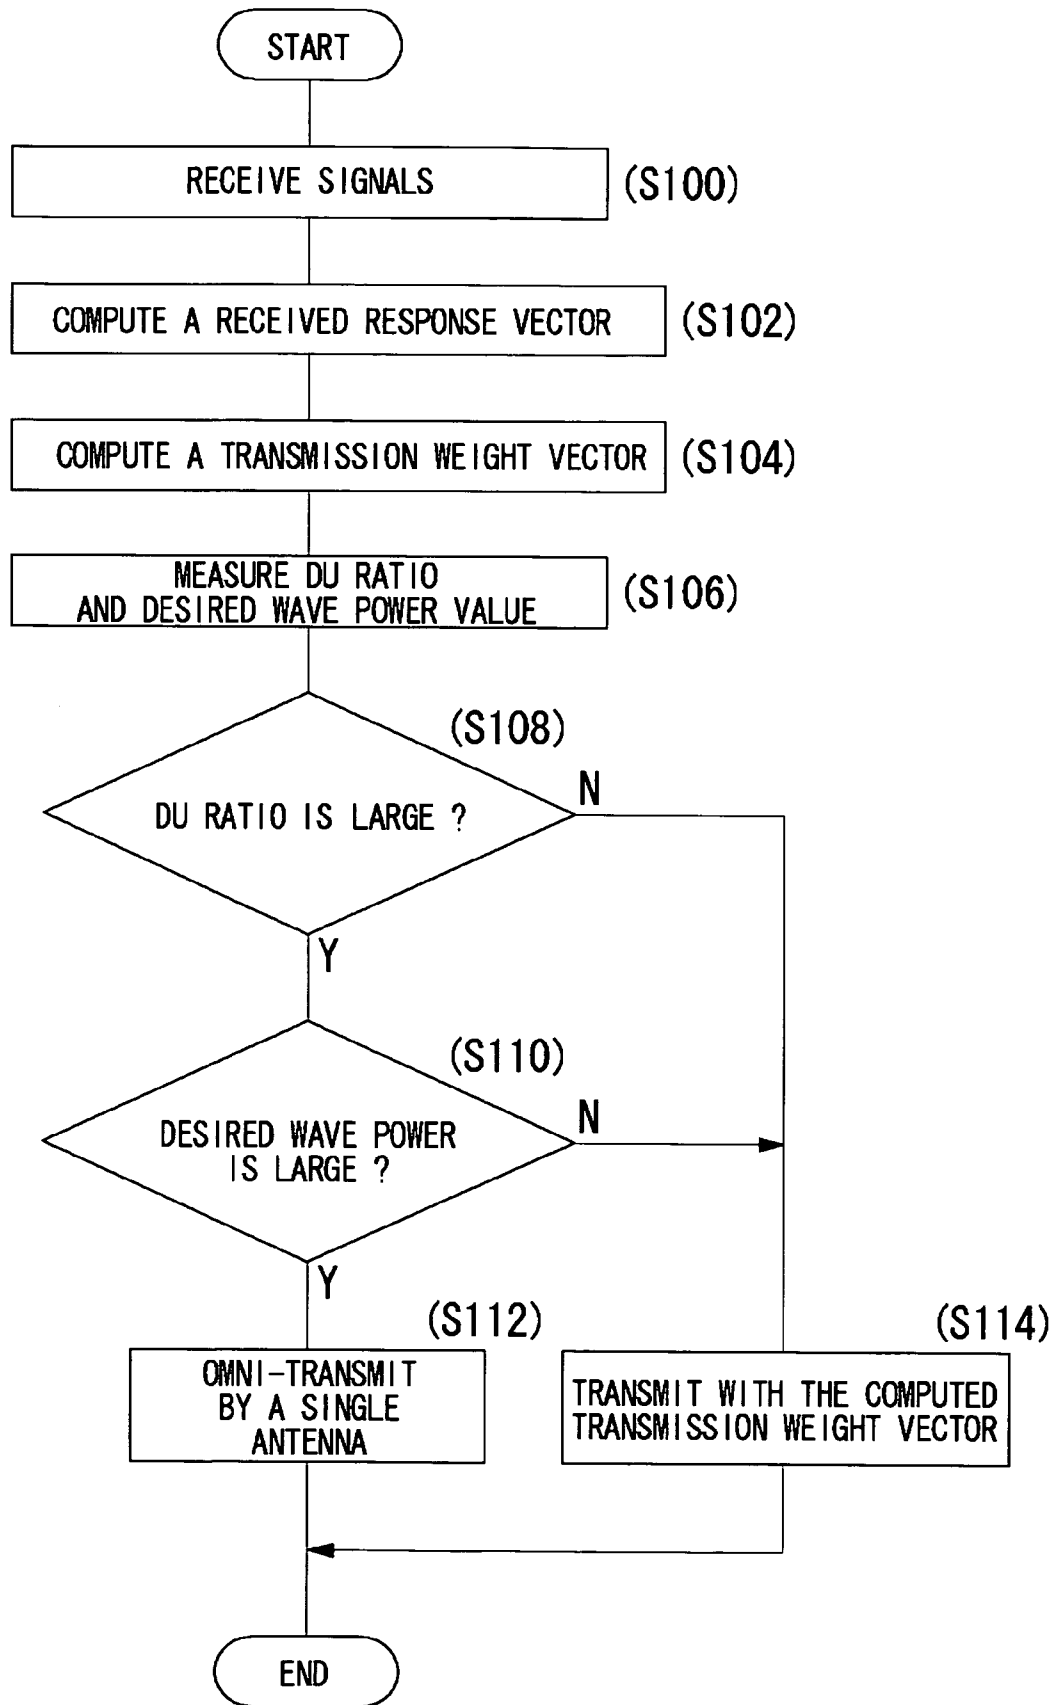 START
RECEIVE SIGNALS
(S100)
COMPUTE A RECEIVED RESPONSE VECTOR
(S102)
COMPUTE A TRANSMISSION WEIGHT VECTOR
(S104)
MEASURE DU RATIO
AND DESIRED WAVE POWER VALUE
(S106)
(S108)
DU RATIO IS LARGE ?
N
Y
(S110)
DESIRED WAVE POWER
IS LARGE ?
N
Y
(S112)
OMNI-TRANSMIT
BY A SINGLE
ANTENNA
(S114)
TRANSMIT WITH THE COMPUTED
TRANSMISSION WEIGHT VECTOR
END